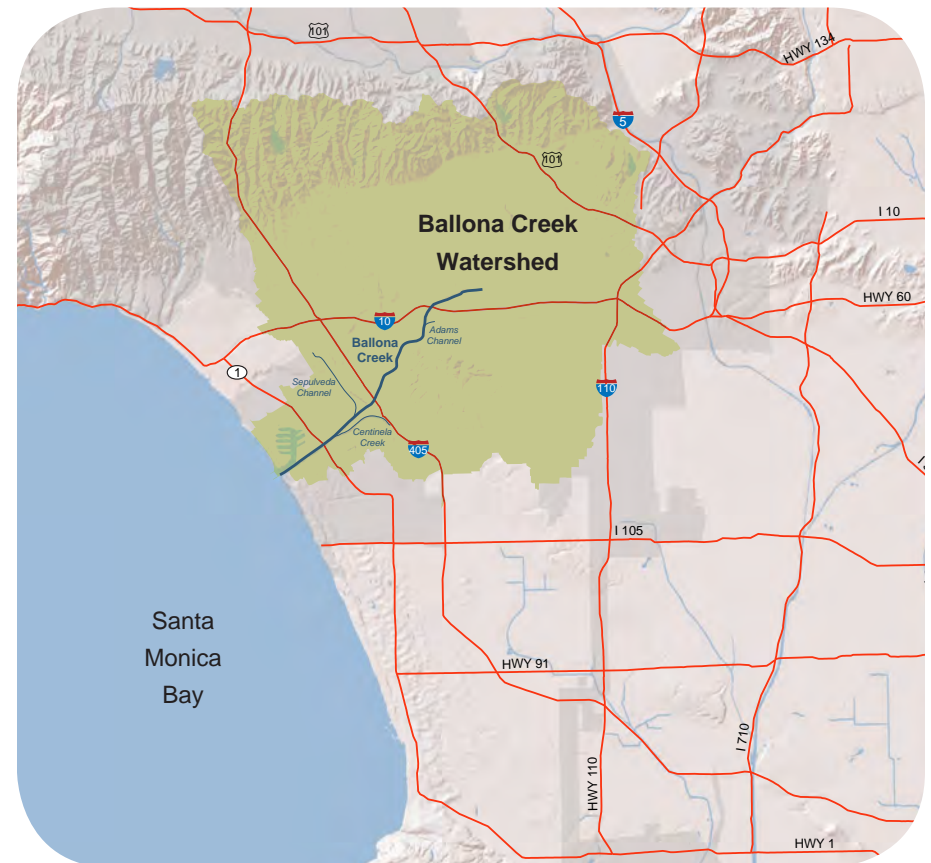 101
HWY 134
5
101
I 10
Ballona Creek
Watershed
HWY 60
10
Adams
Channel
Ballona
Creek
1
Sepulveda
Channel
110
Centinela
Creek
405
I 105
Santa
Monica
Bay
HWY 91
I 710
HWY 110
HWY 1